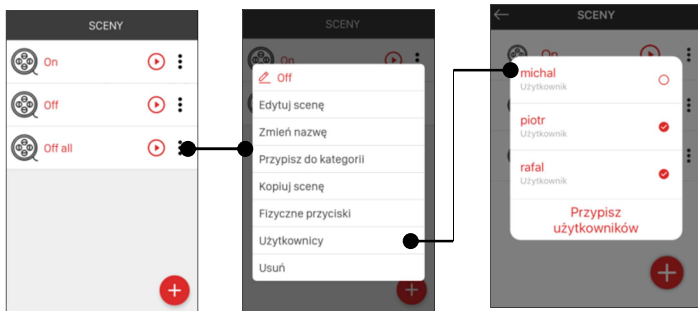 SCENY
On
Off
Off all
SCENY
On
Off
Edytuj scenę
Zmień nazwę
Przypisz do kategorii
Kopiuj scenę
Fizyczne przyciski
Użytkownicy
Usuń
SCENY
On
michal
Użytkownik
piotr
Użytkownik
rafal
Użytkownik
Przypisz
użytkowników